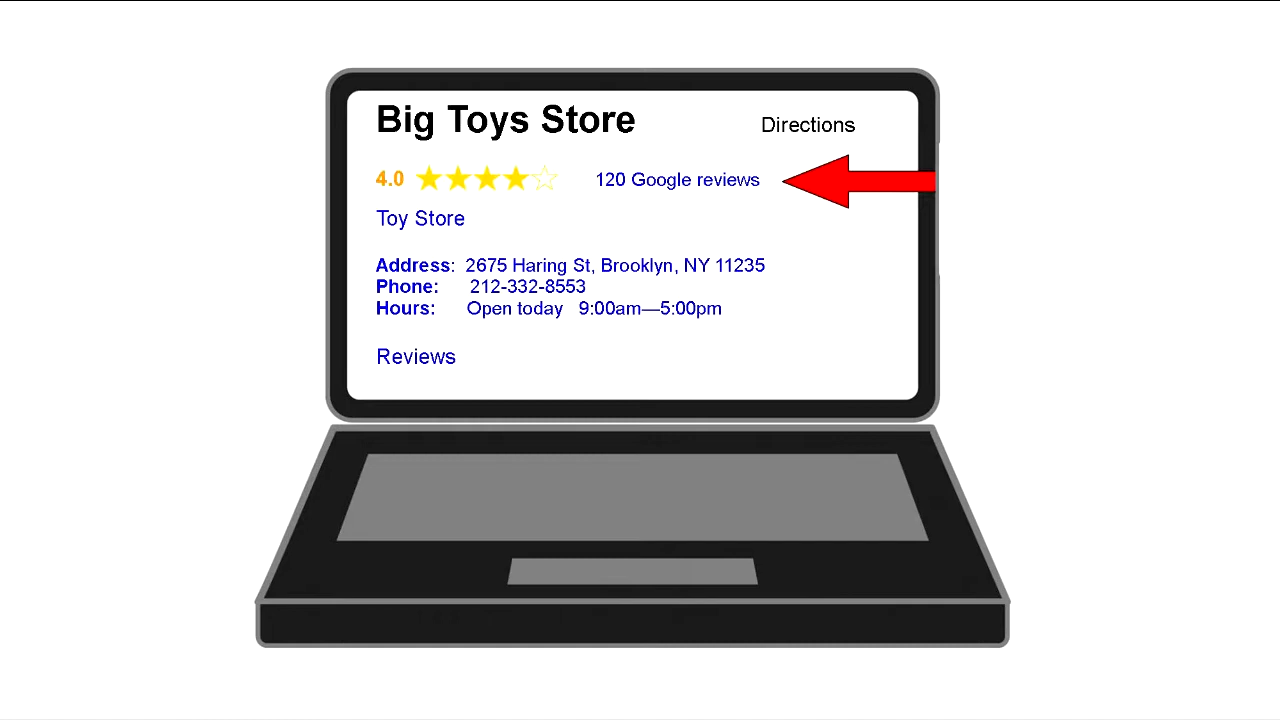 Big Toys Store
Directions
4.0
120 Google reviews
Toy Store
Address: 2675 Haring St, Brooklyn, NY 11235
Phone: 212-332-8553
Hours: Open today 9:00am—5:00pm
Reviews